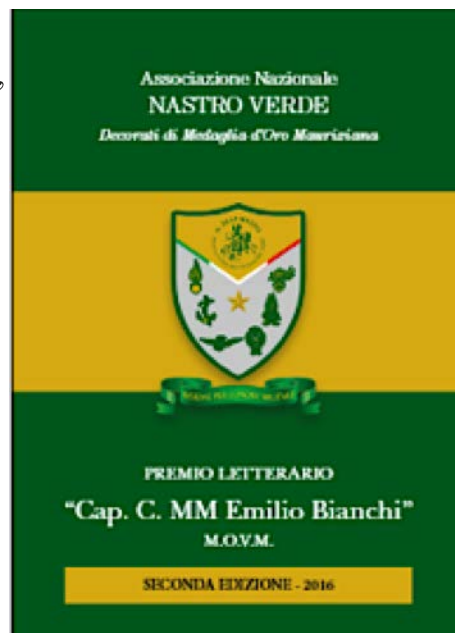 Associazione Nazionale
NASTRO VERDE
Decorati di Medaglia d'Oro Mauriziana
PREMIO LETTERARIO
“Cap. C. MM Emilio Bianchi”
M.O.V.M.
SECONDA EDIZIONE - 2016